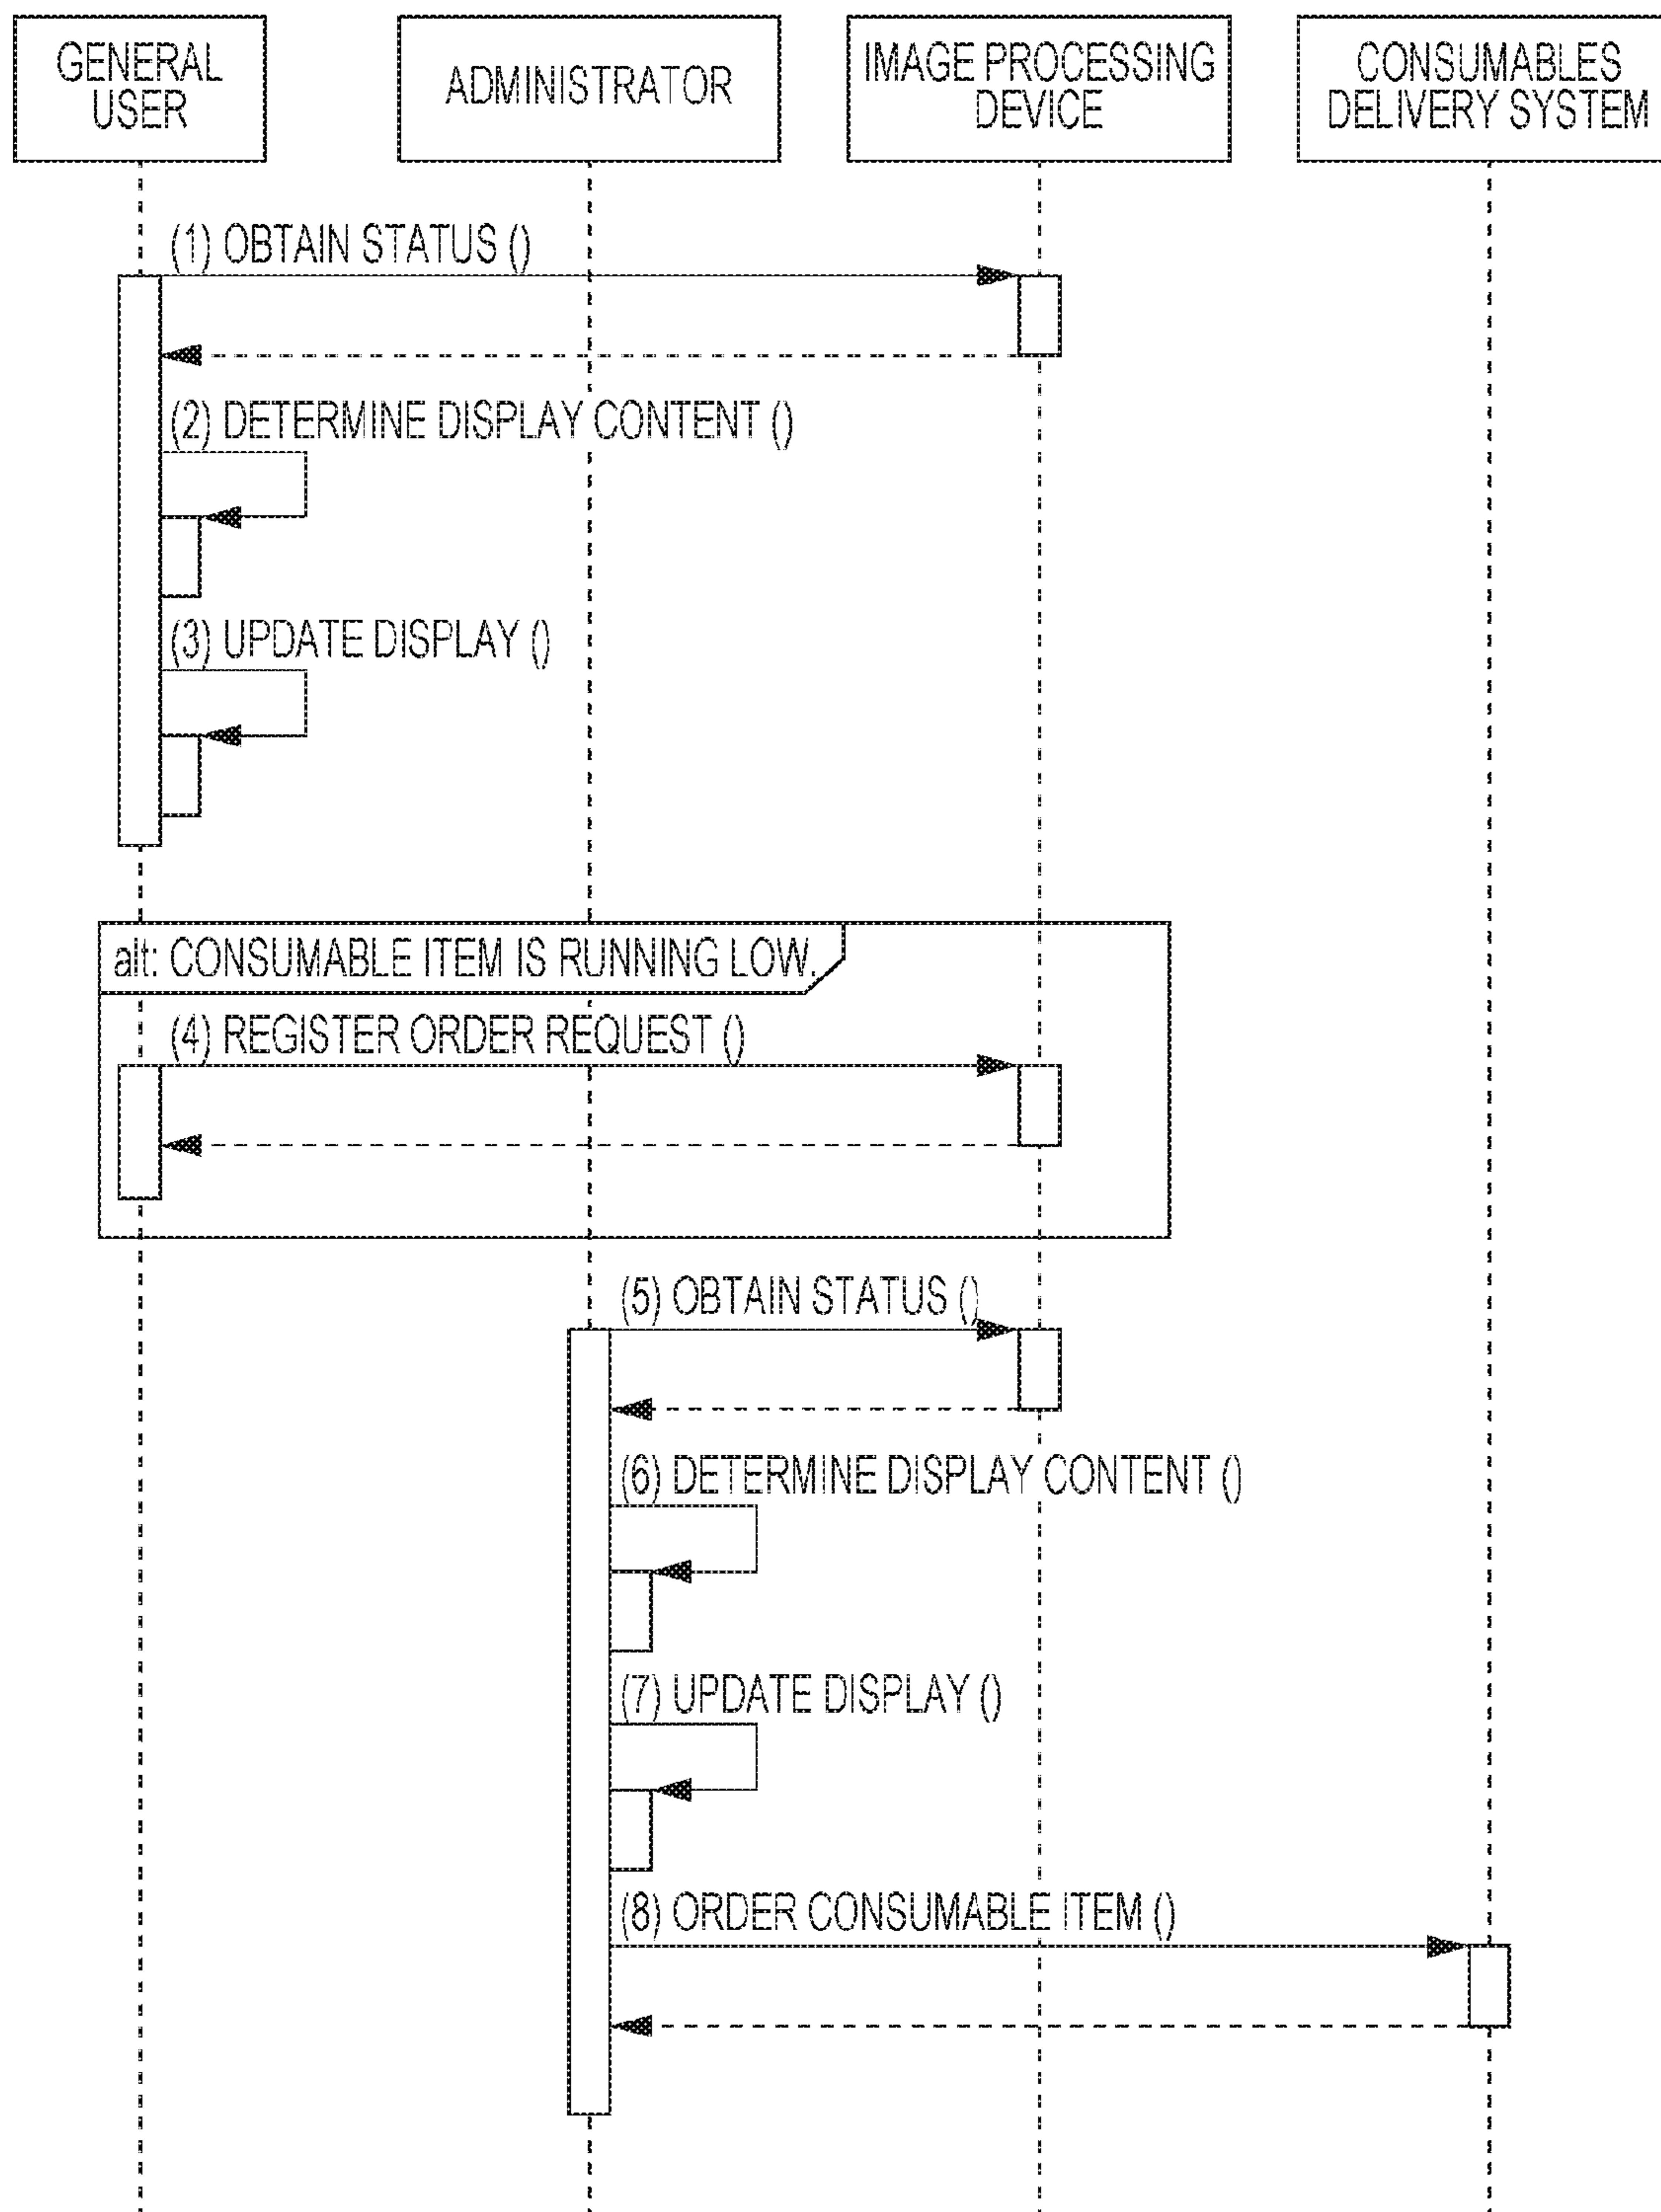 GENERAL
USER
ADMINISTRATOR
IMAGE PROCESSING
DEVICE
CONSUMABLES
DELIVERY SYSTEM
(1) OBTAIN STATUS ()
(2) DETERMINE DISPLAY CONTENT ()
(3) UPDATE DISPLAY ()
alt: CONSUMABLE ITEM IS RUNNING LOW.
(4) REGISTER ORDER REQUEST ()
(5) OBTAIN STATUS ()
(6) DETERMINE DISPLAY CONTENT ()
(7) UPDATE DISPLAY ()
(8) ORDER CONSUMABLE ITEM ()